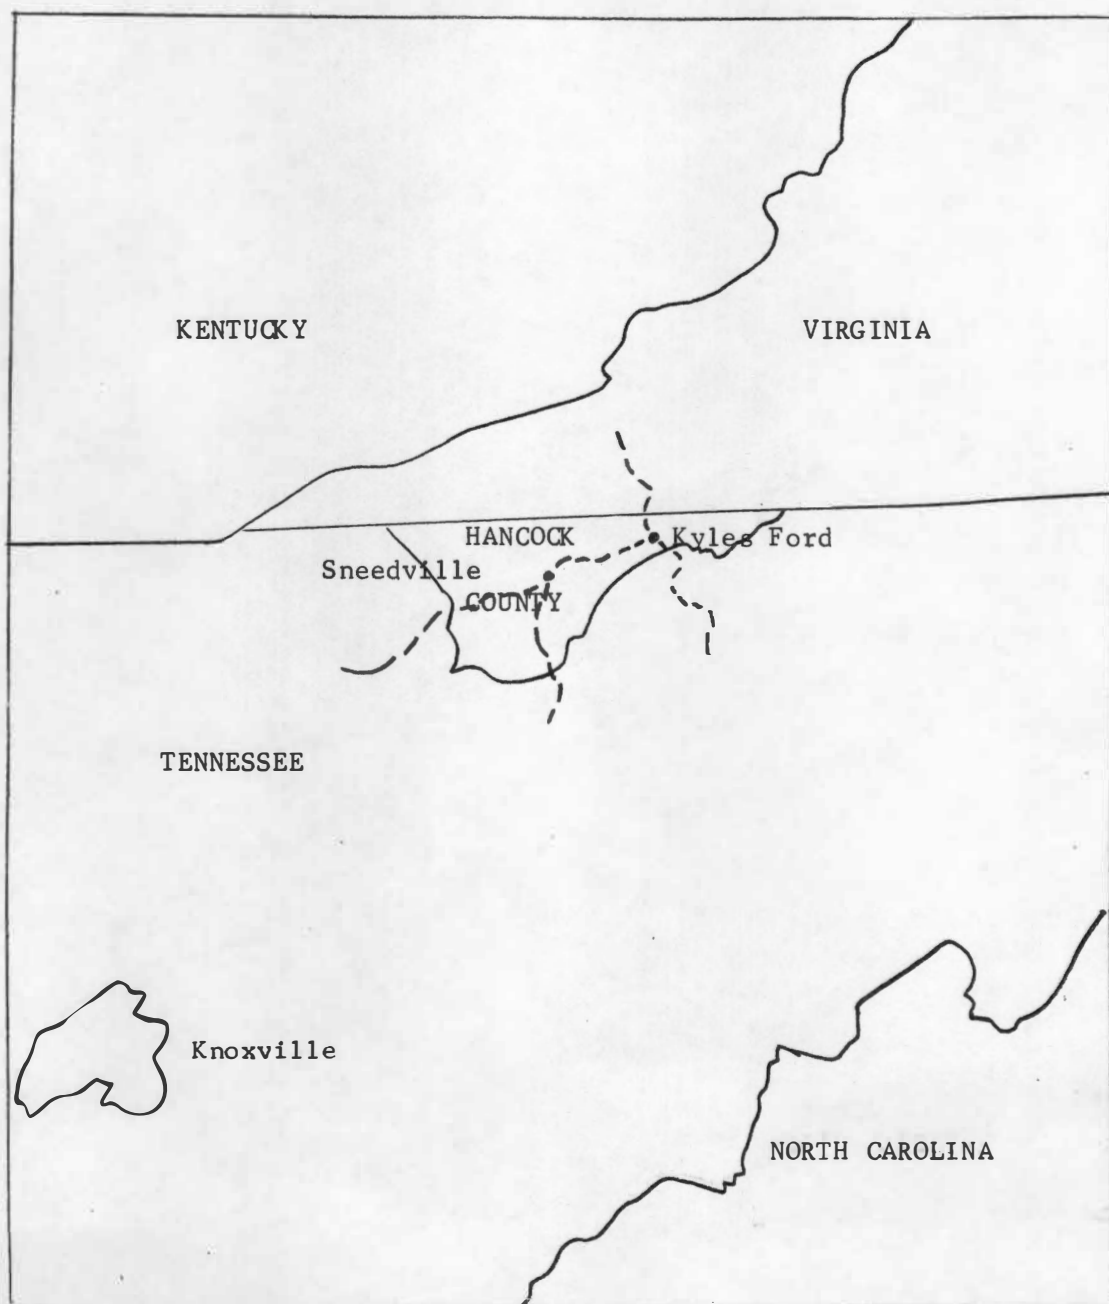 KENTUCKY
VIRGINIA
HANCOCK
Kyles Ford
Sneedville
COUNTY
TENNESSEE
Knoxville
NORTH CAROLINA